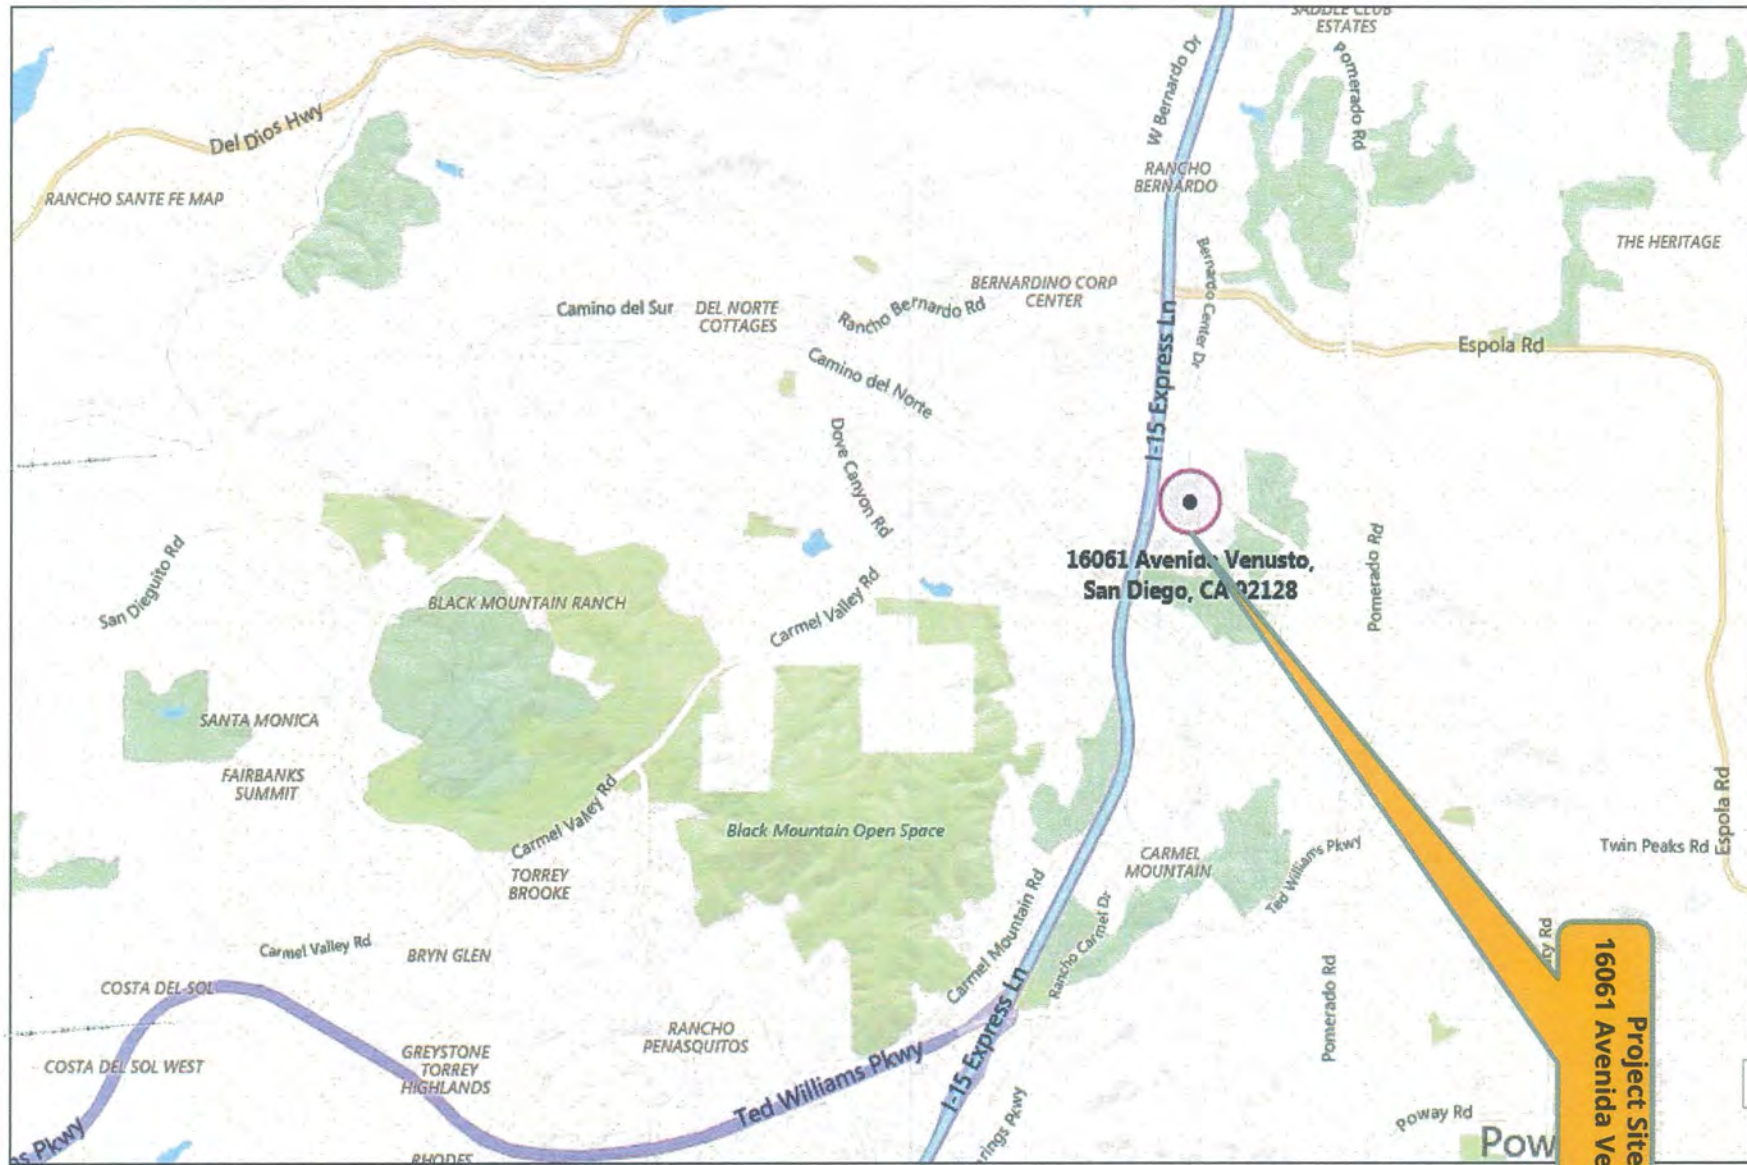 SADDLE CLUB
ESTATES
W Bernardo Dr
Pomerado Rd
Del Dios Hwy
RANCHO
BERNARDO
RANCHO SANTE FE MAP
THE HERITAGE
Bernardo Center Dr
BERNARDINO CORP
CENTER
Camino del Sur
DEL NORTE
COTTAGES
Rancho Bernardo Rd
I-15 Express Ln
Espola Rd
Camino del Norte
Dove Canyon Rd
16061 Avenida Venusto,
San Diego, CA 92128
Pomerado Rd
San Dieguito Rd
BLACK MOUNTAIN RANCH
Carmel Valley Rd
SANTA MONICA
FAIRBANKS
SUMMIT
Espola Rd
Carmel Valley Rd
Black Mountain Open Space
Twin Peaks Rd
CARMEL
MOUNTAIN
Ted Williams Pkwy
TORREY
BROOKE
Carmel Mountain Rd
Rancho Carmel Dr
Carmel Valley Rd
BRYN GLEN
Pomerado Rd
Project Site
16061 Avenida Ve
COSTA DEL SOL
I-15 Express Ln
RANCHO
PENASQUITOS
COSTA DEL SOL WEST
GREYSTONE
TORREY
HIGHLANDS
Ted Williams Pkwy
Poway Rd
Pow
s Pkwy
rings Pkwy
RHODES